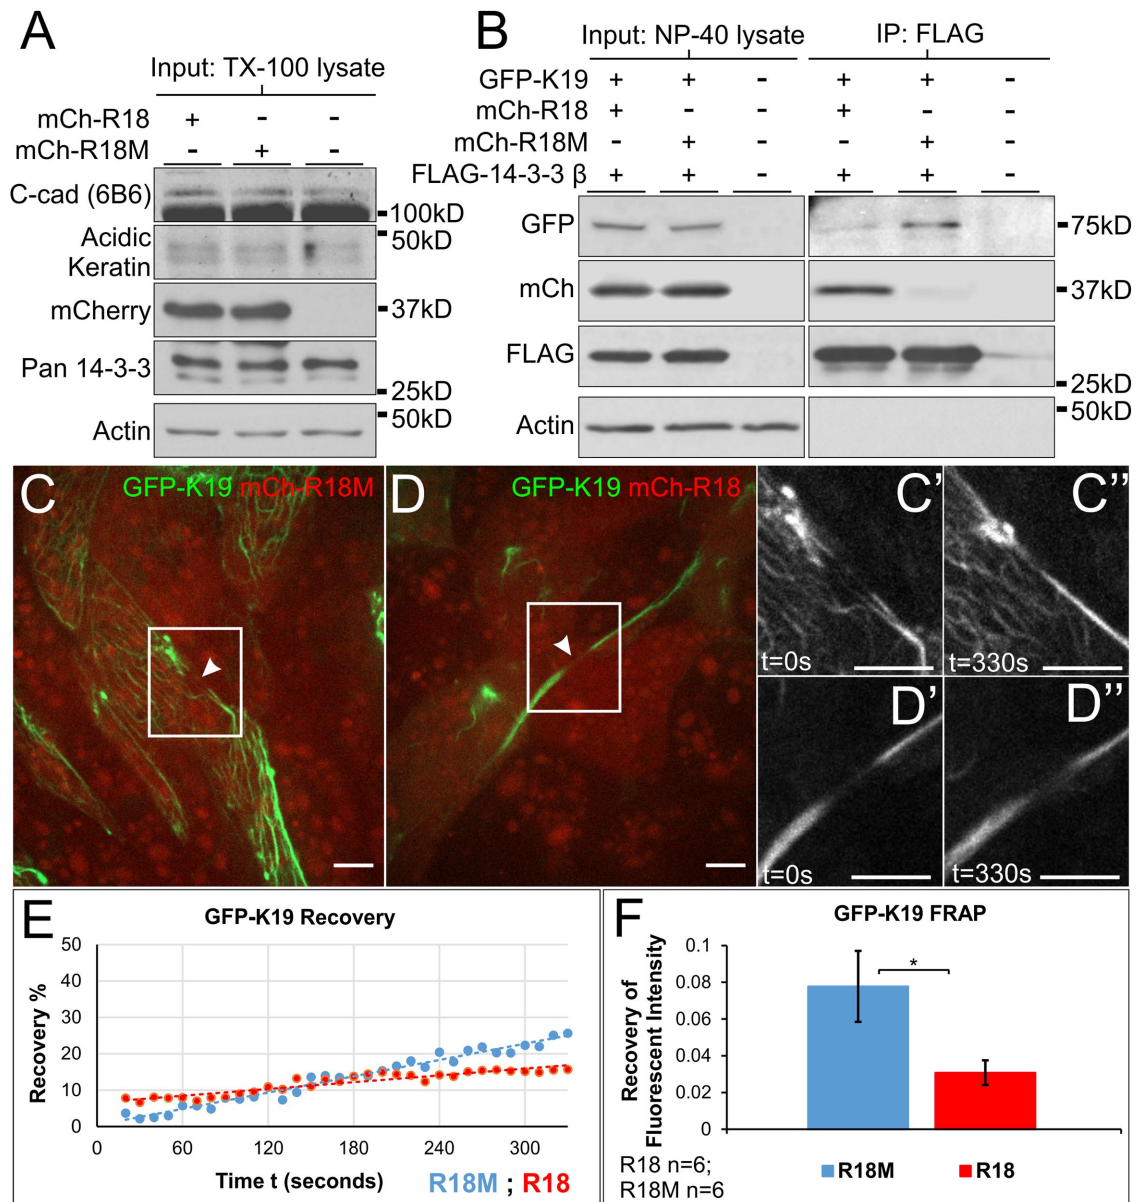 A
Input: TX-100 lysate
mCh-R18 + - -
mCh-R18M - + -
C-cad (6B6)
100kD
Acidic
Keratin
50kD
mCherry
37kD
Pan 14-3-3
25kD
Actin
50kD
B
Input: NP-40 lysate
IP: FLAG
GFP-K19 + + - + + -
mCh-R18 + - - + - -
mCh-R18M - + - - + -
FLAG-14-3-3 β + + - + + -
GFP
75kD
mCh
37kD
FLAG
25kD
Actin
50kD
C
GFP-K19 mCh-R18M
D
GFP-K19 mCh-R18
C'
t=0s
C''
t=330s
D'
t=0s
D''
t=330s
E
GFP-K19 Recovery
Recovery %
50
40
30
20
10
0
0 60 120 180 240 300
Time t (seconds)
R18M ; R18
F
GFP-K19 FRAP
Recovery of
Fluorescent Intensity
0.1
0.08
0.06
0.04
0.02
0
*
R18 n=6;
R18M n=6
R18M R18